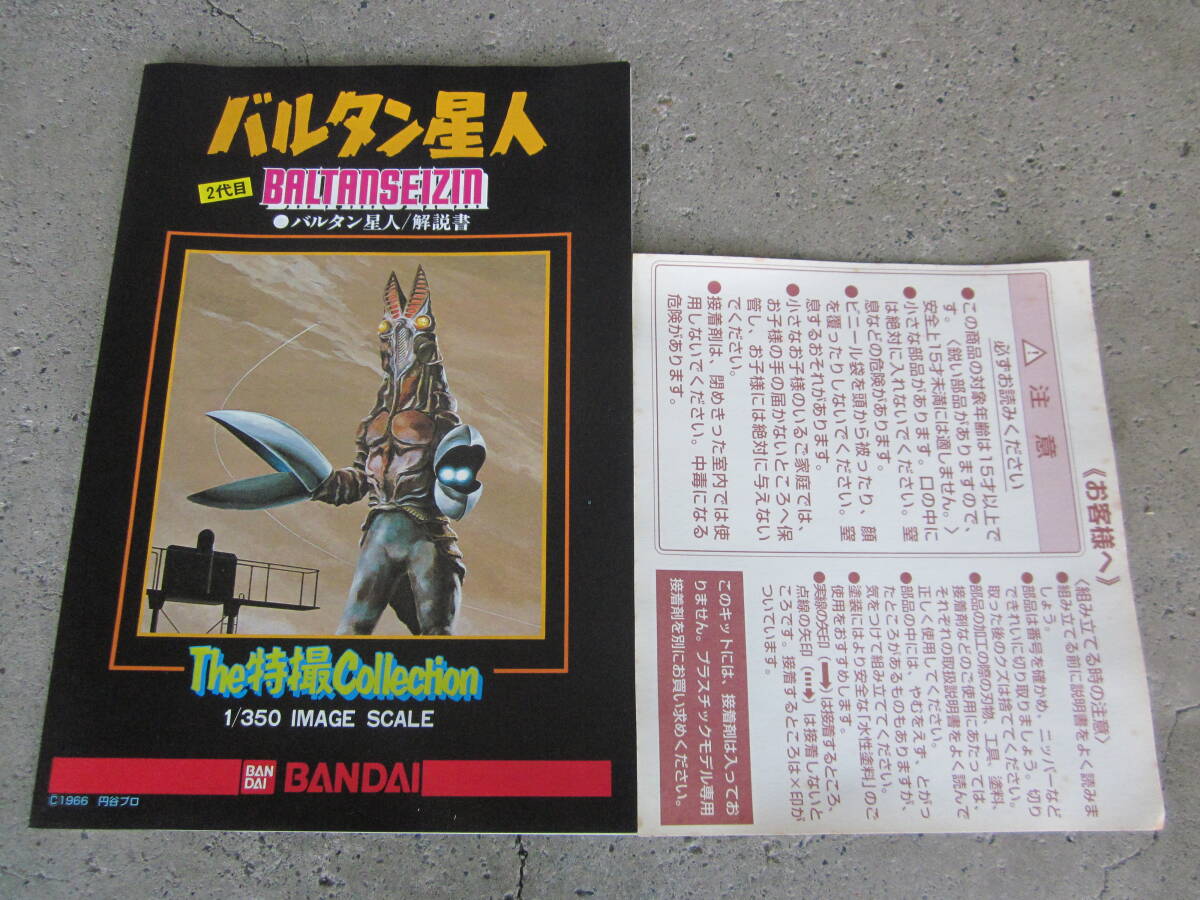 バルタン星人
2代目
BALTANSEIZIN
●バルタン星人/解説書
The特撮Collection
1/350 IMAGE SCALE
BAN
DAI
BANDAI
©1966 円谷プロ
《お客様へ》
⚠ 注意
必ずお読みください
●この商品の対象年齢は15才以上で
す。〈鋭い部品がありますので、
安全上15才未満には適しません。〉
●小さな部品があります。口の中に
は絶対に入れないでください。窒
息などの危険があります。
●ビニール袋を頭から被ったり、顔
を覆ったりしないでください。窒
息するおそれがあります。
●小さなお子様のいるご家庭では、
お子様の手の届かないところへ保
管し、お子様には絶対に与えない
でください。
●接着剤は、閉めきった室内では使
用しないでください。中毒になる
危険があります。
〈組み立てる時の注意〉
●組み立てる前に説明書をよく読みま
しょう。
●部品は番号を確かめ、ニッパーなど
できれいに切り取りましょう。切り
取った後のクズは捨ててください。
●部品の加工の際の刃物、工具、塗料、
接着剤などのご使用にあたっては、
それぞれの取扱説明書をよく読んで
正しく使用してください。
●部品の中には、やむをえず、とがっ
たところがあるものもありますが、
気をつけて組み立ててください。
●塗装にはより安全な「水性塗料」のご
使用をおすすめします。
●実線の矢印(➡)は接着するところ、
点線の矢印(┅➡)は接着しないと
ころです。接着するところは×印が
ついています。
このキットには、接着剤は入ってお
りません。プラスチックモデル専用
接着剤を別にお買い求めください。